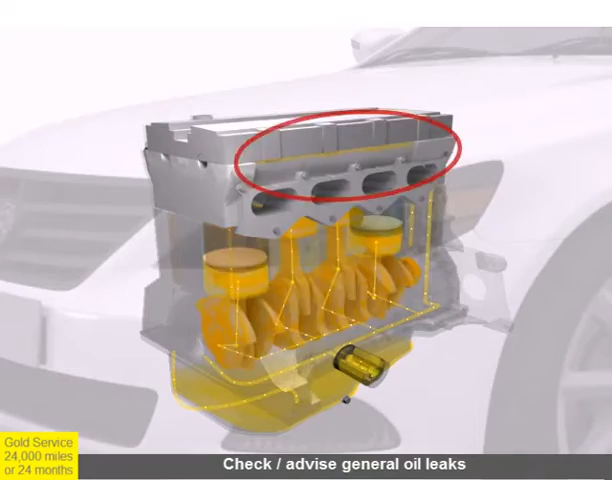 Gold Service
24,000 miles
or 24 months
Check / advise general oil leaks